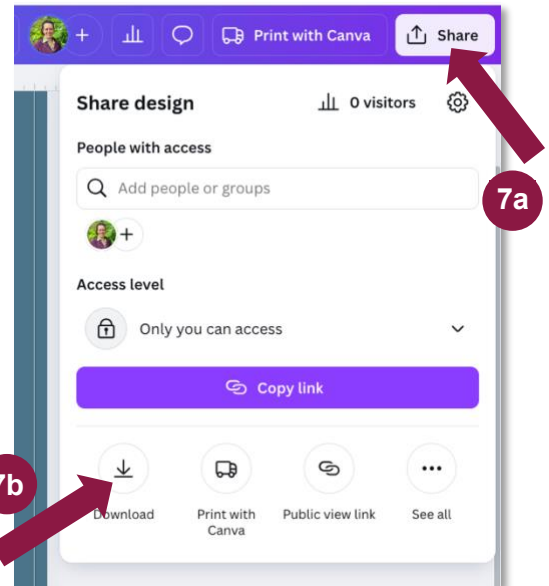 + Print with Canva Share
Share design 0 visitors
People with access
Add people or groups
7a
+
Access level
Only you can access
Copy link
7b
Download Print with Canva Public view link See all